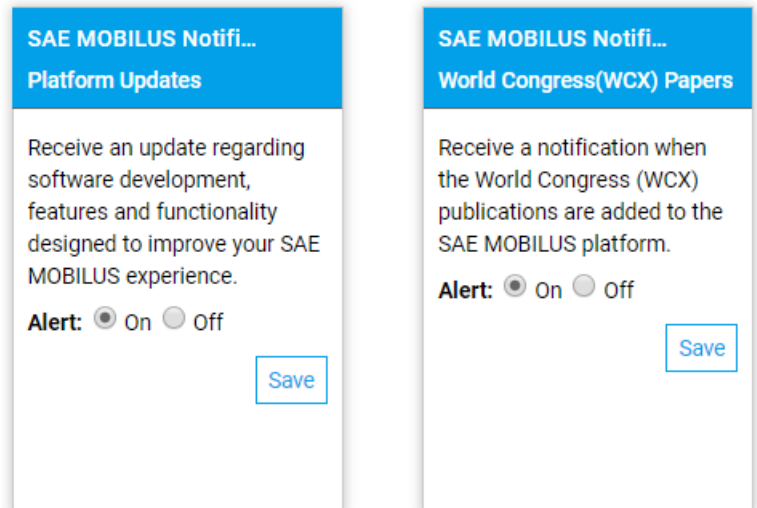 SAE MOBILUS Notifi...
Platform Updates
Receive an update regarding
software development,
features and functionality
designed to improve your SAE
MOBILUS experience.
Alert: On Off
Save
SAE MOBILUS Notifi...
World Congress(WCX) Papers
Receive a notification when
the World Congress (WCX)
publications are added to the
SAE MOBILUS platform.
Alert: On Off
Save